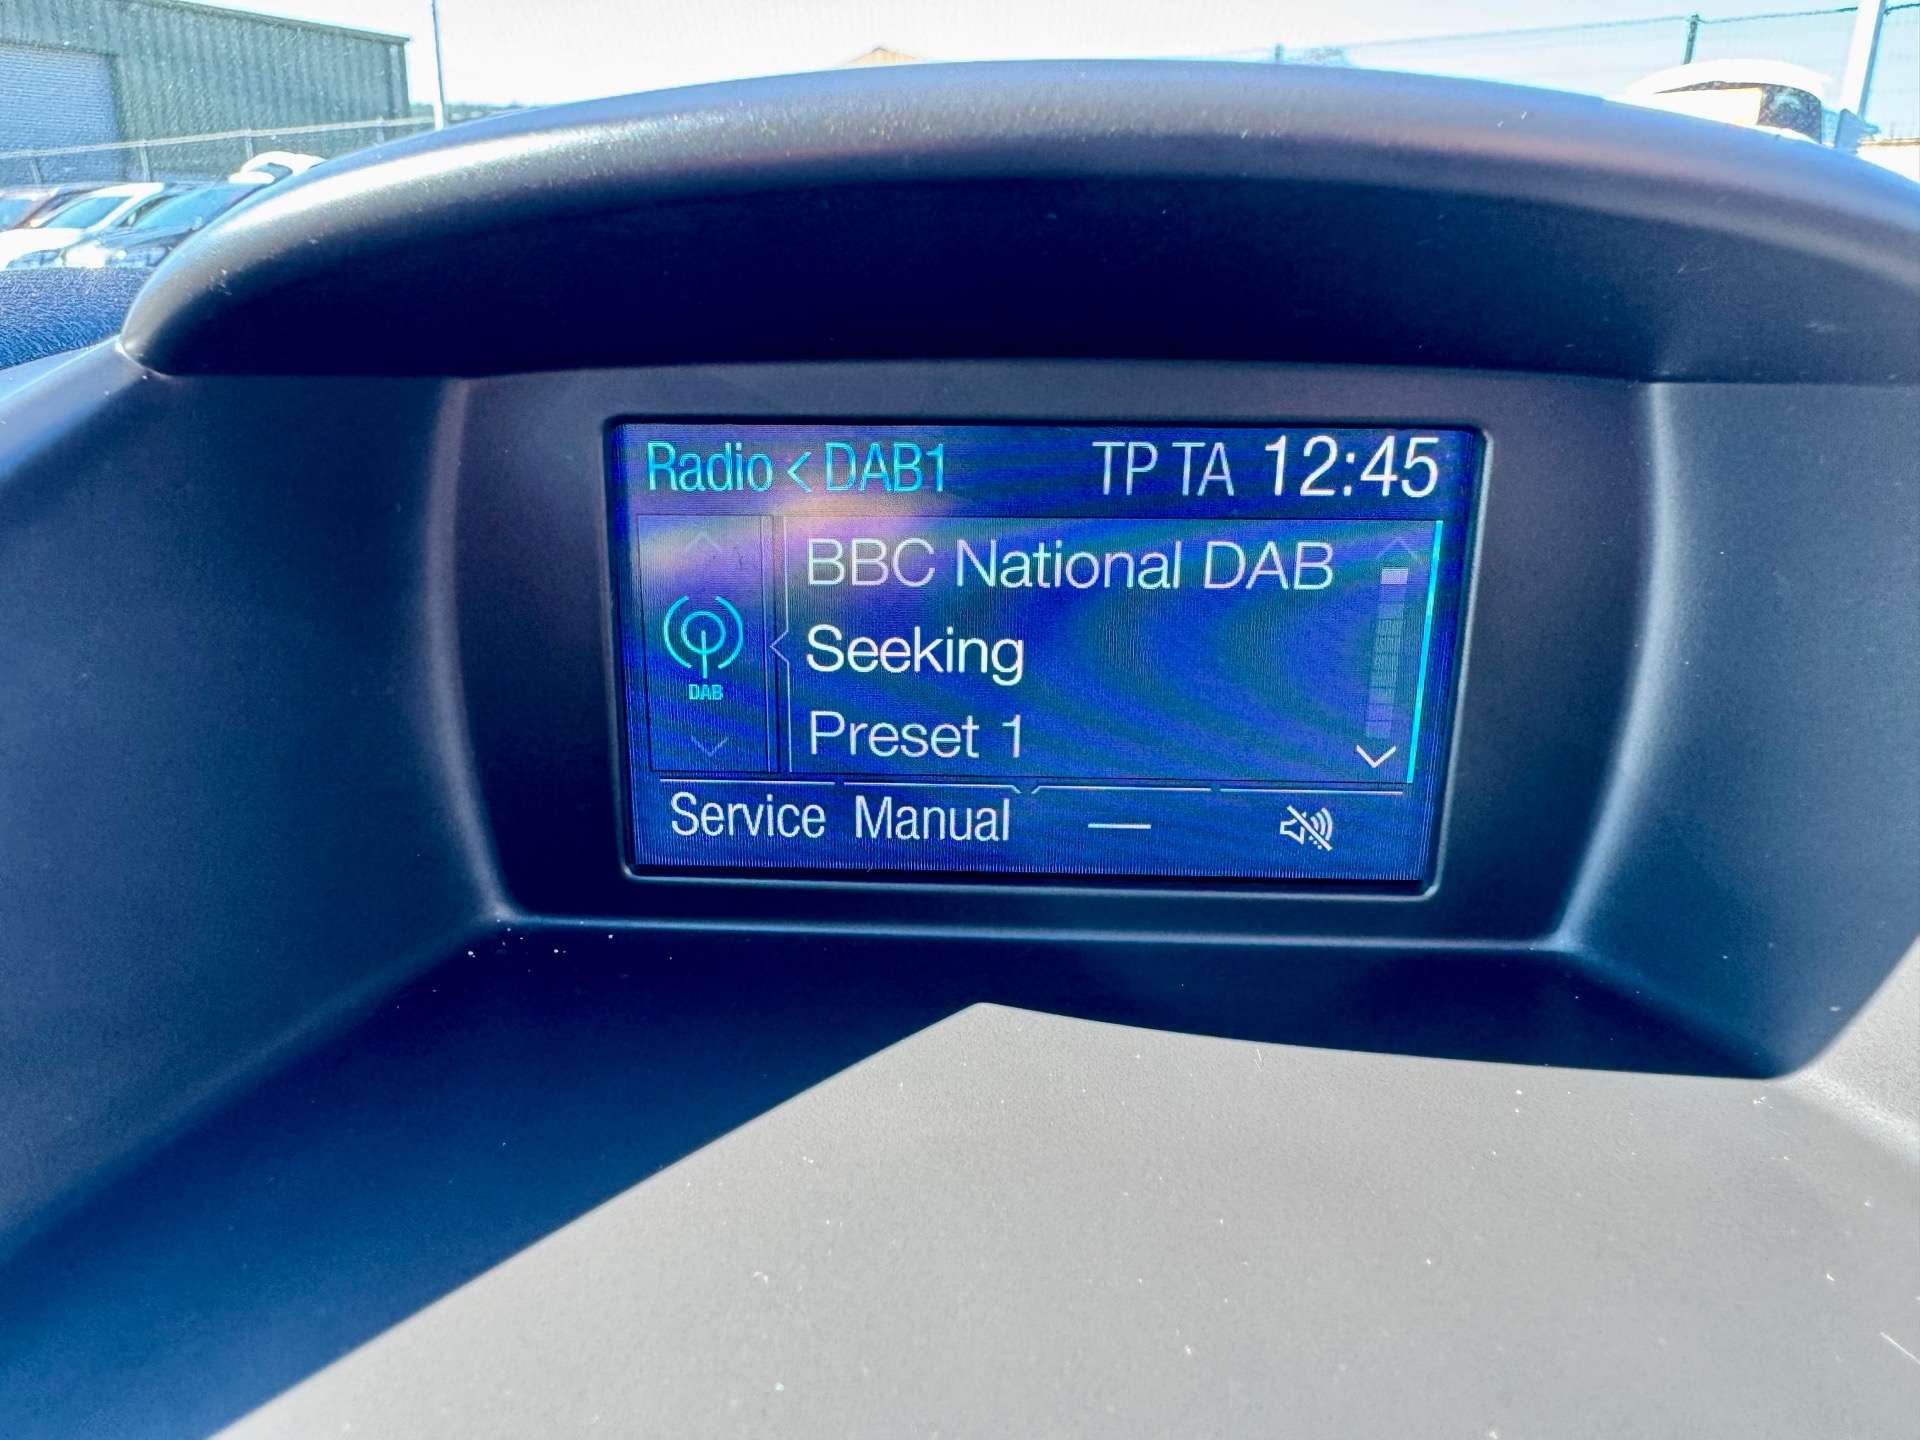 Radio < DAB1 TP TA 12:45
BBC National DAB
Seeking
DAB
Preset 1
Service Manual